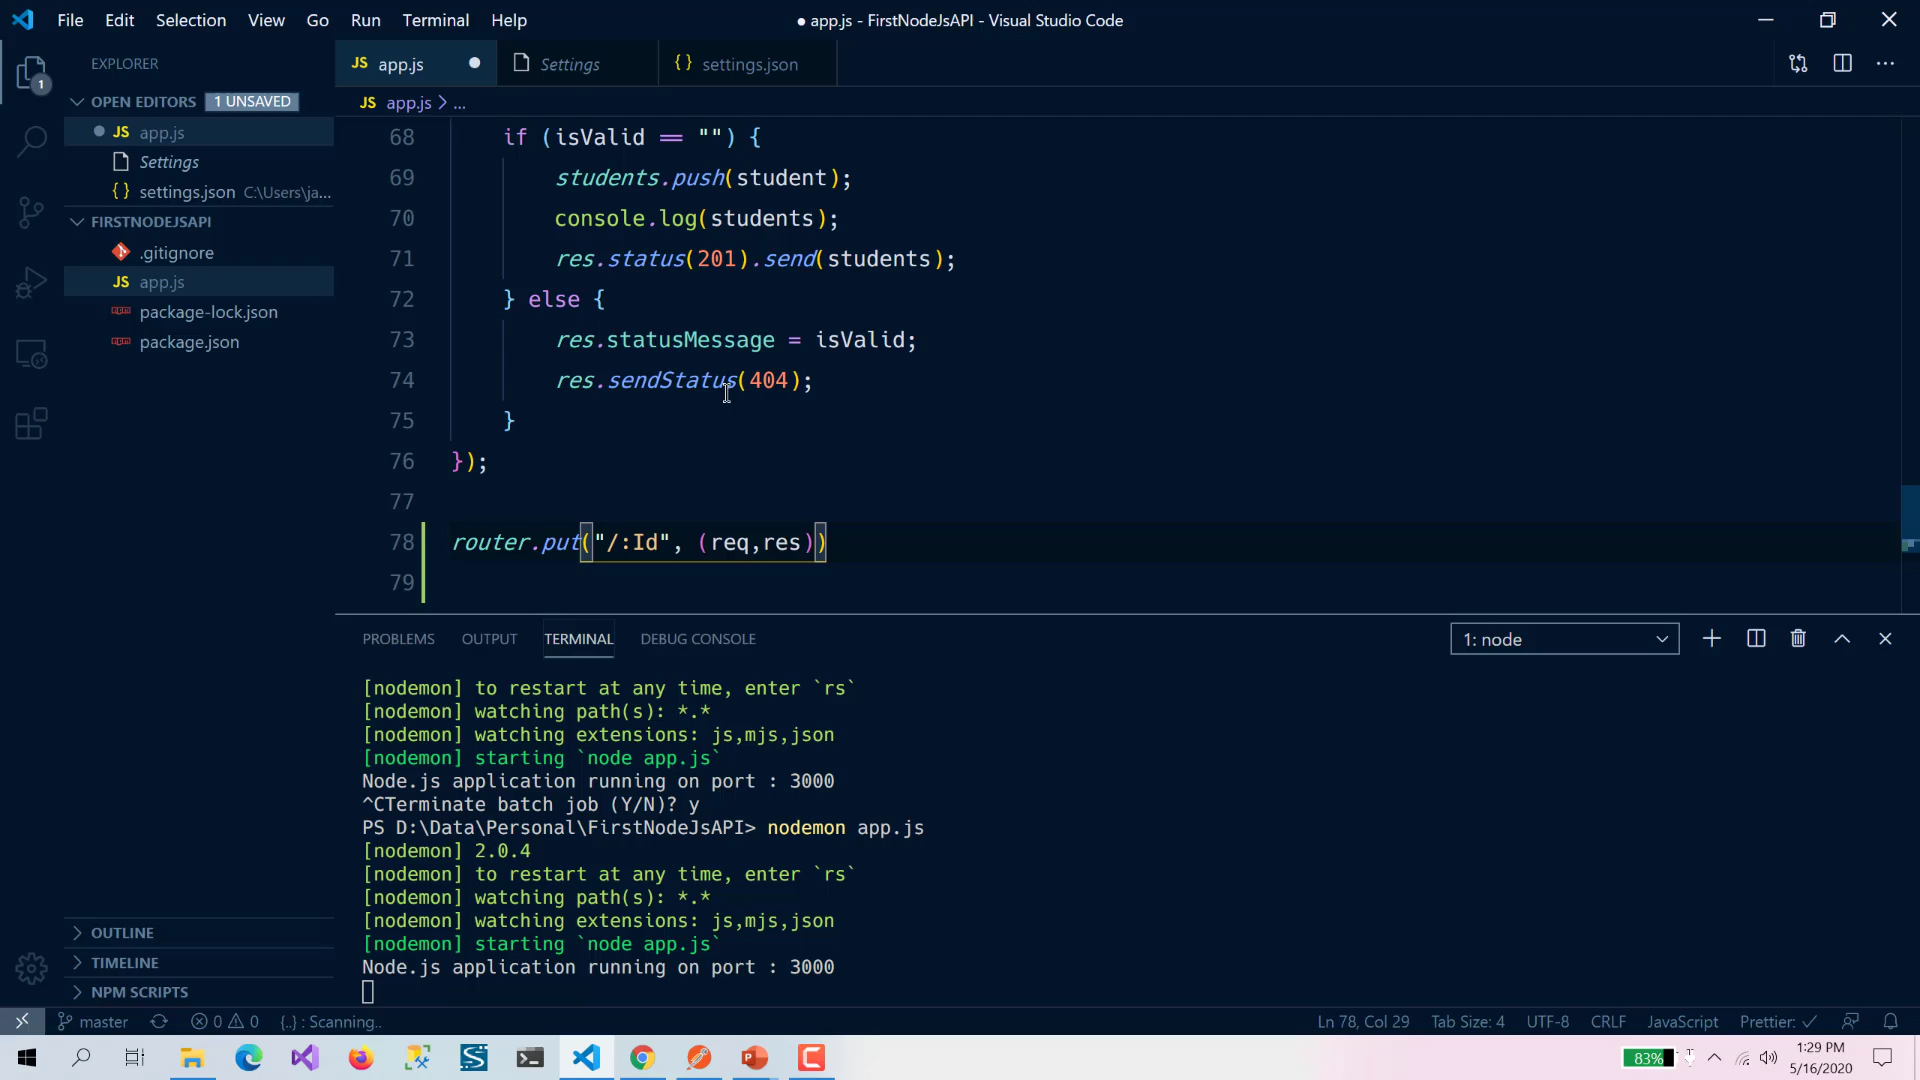 File Edit Selection View Go Run Terminal Help
● app.js - FirstNodeJsAPI - Visual Studio Code
EXPLORER
OPEN EDITORS 1 UNSAVED
JS app.js
Settings
{} settings.json C:\Users\ja...
FIRSTNODEJSAPI
.gitignore
JS app.js
package-lock.json
package.json
OUTLINE
TIMELINE
NPM SCRIPTS
1
JS app.js
Settings
{} settings.json
JS app.js > ...
68 if (isValid == "") {
69 students.push(student);
70 console.log(students);
71 res.status(201).send(students);
72 } else {
73 res.statusMessage = isValid;
74 res.sendStatus(404);
75 }
76 });
77
78 router.put("/:Id", (req,res))
79
PROBLEMS OUTPUT TERMINAL DEBUG CONSOLE
1: node
[nodemon] to restart at any time, enter `rs`
[nodemon] watching path(s): *.*
[nodemon] watching extensions: js,mjs,json
[nodemon] starting `node app.js`
Node.js application running on port : 3000
^CTerminate batch job (Y/N)? y
PS D:\Data\Personal\FirstNodeJsAPI> nodemon app.js
[nodemon] 2.0.4
[nodemon] to restart at any time, enter `rs`
[nodemon] watching path(s): *.*
[nodemon] watching extensions: js,mjs,json
[nodemon] starting `node app.js`
Node.js application running on port : 3000
master 0 0 {..} : Scanning..
Ln 78, Col 29 Tab Size: 4 UTF-8 CRLF JavaScript Prettier: ✓
83%
1:29 PM
5/16/2020